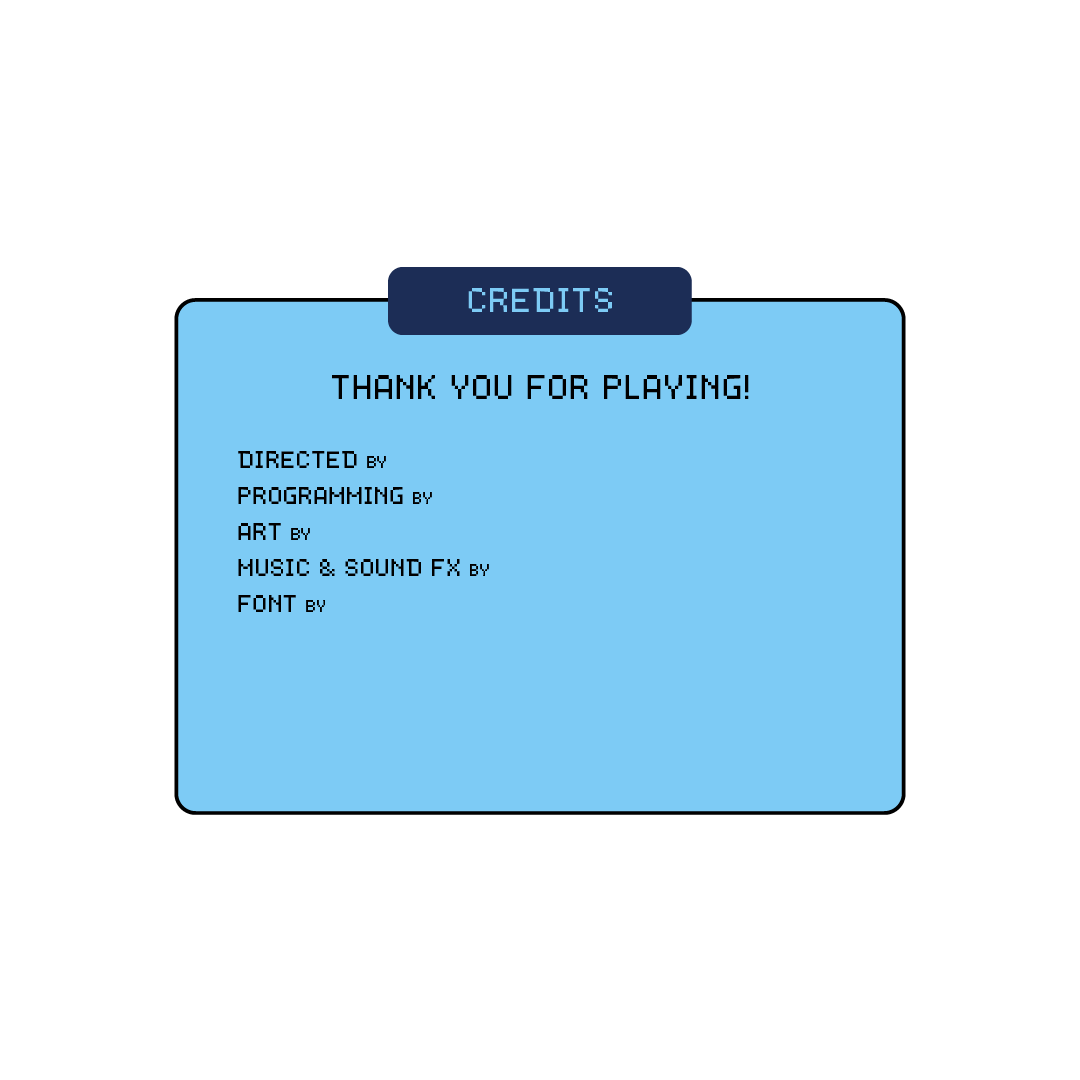 CREDITS
THANK YOU FOR PLAYING!
DIRECTED BY
PROGRAMMING BY
ART BY
MUSIC & SOUND FX BY
FONT BY